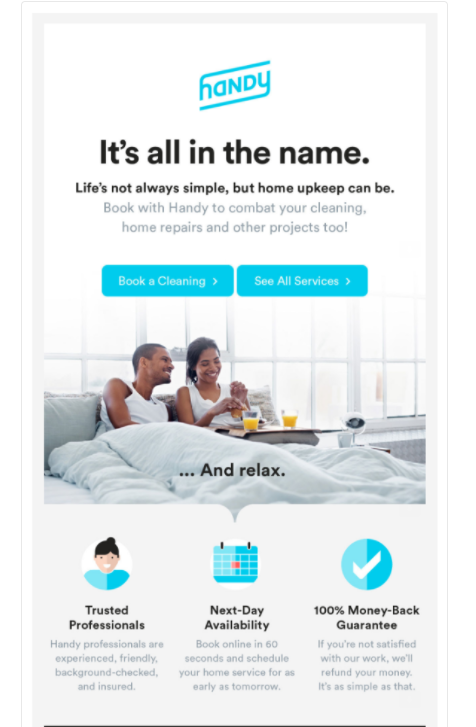 handy
It's all in the name.
Life's not always simple, but home upkeep can be.
Book with Handy to combat your cleaning,
home repairs and other projects too!
Book a Cleaning >
See All Services >
... And relax.
Trusted
Professionals
Handy professionals are
experienced, friendly,
background-checked,
and insured.
Next-Day
Availability
Book online in 60
seconds and schedule
your home service for as
early as tomorrow.
100% Money-Back
Guarantee
If you're not satisfied
with our work, we'll
refund your money.
It's as simple as that.